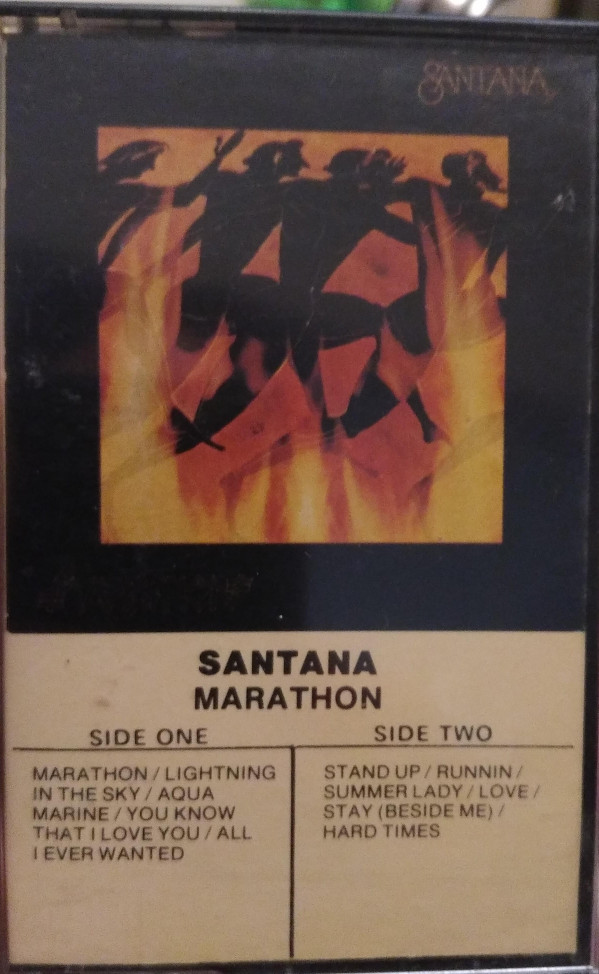 SANTANA
SANTANA
MARATHON
SIDE ONE
MARATHON / LIGHTNING
IN THE SKY / AQUA
MARINE / YOU KNOW
THAT I LOVE YOU / ALL
I EVER WANTED
SIDE TWO
STAND UP / RUNNIN /
SUMMER LADY / LOVE /
STAY (BESIDE ME) /
HARD TIMES